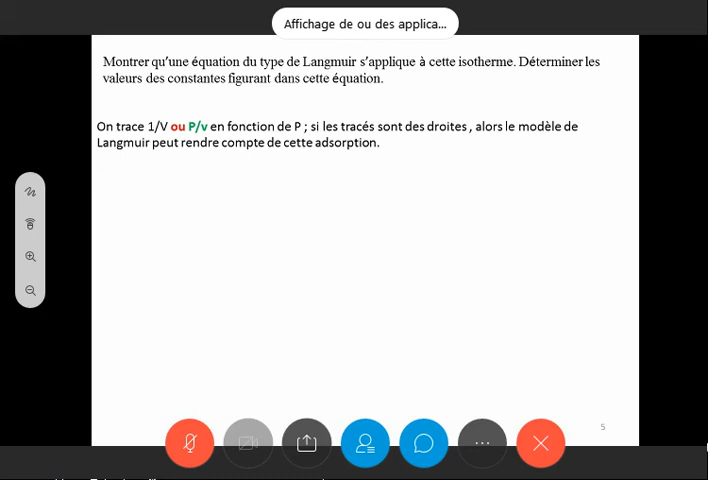 Affichage de ou des applica...
Montrer qu'une équation du type de Langmuir s'applique à cette isotherme. Déterminer les
valeurs des constantes figurant dans cette équation.
On trace 1/V ou P/v en fonction de P ; si les tracés sont des droites , alors le modèle de
Langmuir peut rendre compte de cette adsorption.
5